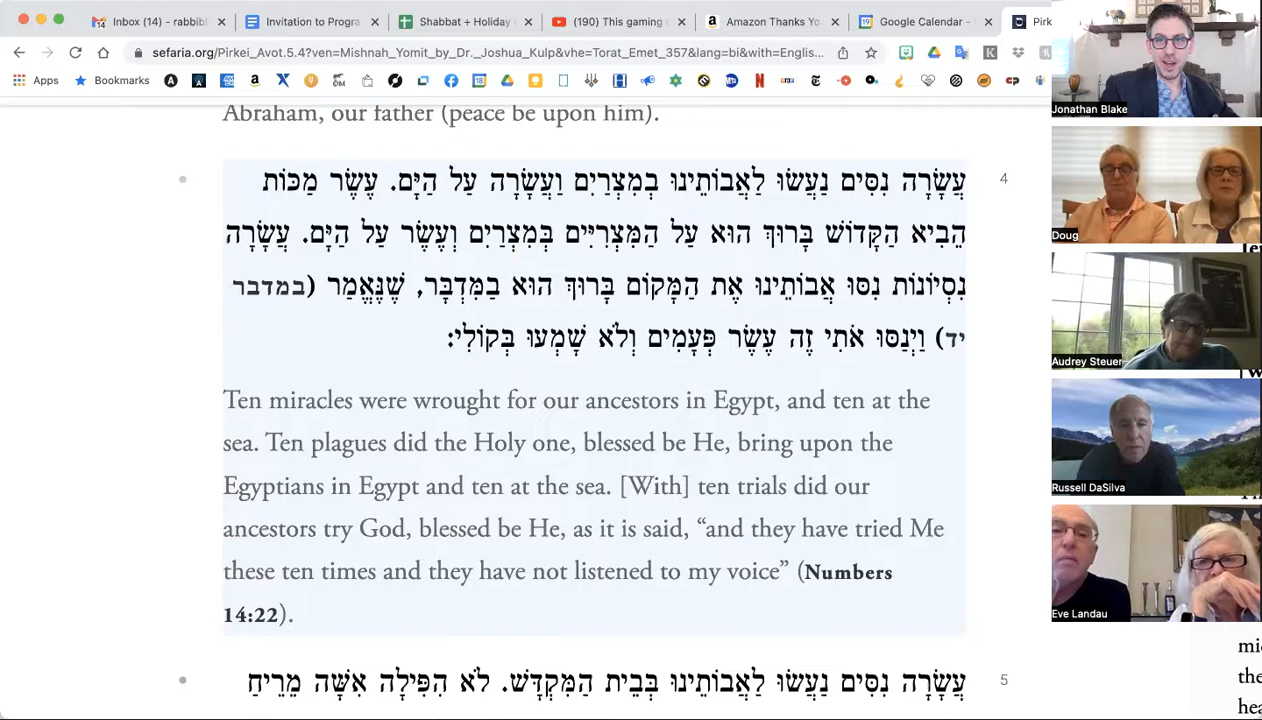 Inbox (14) - rabbibl
Invitation to Progra
Shabbat + Holiday
(190) This gaming
Amazon Thanks Yo
Google Calendar -
Pirk
sefaria.org/Pirkei_Avot.5.4?ven=Mishnah_Yomit_by_Dr._Joshua_Kulp&vhe=Torat_Emet_357&lang=bi&with=Englis...
Apps
Bookmarks
Abraham, our father (peace be upon him).
עֲשָׂרָה נִסִּים נַעֲשׂוּ לַאֲבוֹתֵינוּ בְמִצְרַיִם וַעֲשָׂרָה עַל הַיָּם. עֶשֶׂר מַכּוֹת
הֵבִיא הַקָּדוֹשׁ בָּרוּךְ הוּא עַל הַמִּצְרִיִּים בְּמִצְרַיִם וְעֶשֶׂר עַל הַיָּם. עֲשָׂרָה
נִסְיוֹנוֹת נִסּוּ אֲבוֹתֵינוּ אֶת הַמָּקוֹם בָּרוּךְ הוּא בַמִּדְבָּר, שֶׁנֶּאֱמַר (במדבר
יד) וַיְנַסּוּ אֹתִי זֶה עֶשֶׂר פְּעָמִים וְלֹא שָׁמְעוּ בְּקוֹלִי:
4
Ten miracles were wrought for our ancestors in Egypt, and ten at the
sea. Ten plagues did the Holy one, blessed be He, bring upon the
Egyptians in Egypt and ten at the sea. [With] ten trials did our
ancestors try God, blessed be He, as it is said, “and they have tried Me
these ten times and they have not listened to my voice” (Numbers
14:22).
עֲשָׂרָה נִסִּים נַעֲשׂוּ לַאֲבוֹתֵינוּ בְּבֵית הַמִּקְדָּשׁ. לֹא הִפִּילָה אִשָּׁה מֵרֵיחַ
5
Jonathan Blake
Doug
Audrey Steuer
Russell DaSilva
Eve Landau